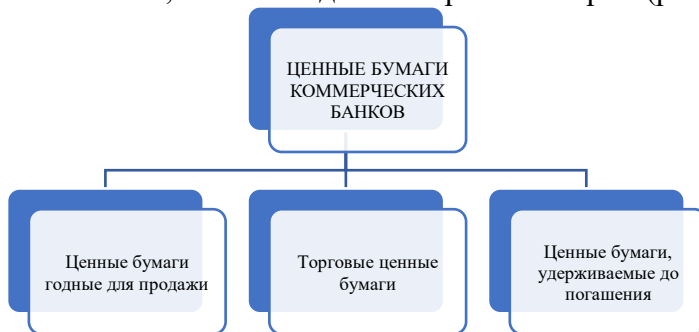 ЦЕННЫЕ БУМАГИ
КОММЕРЧЕСКИХ
БАНКОВ
Ценные бумаги
годные для продажи
Торговые ценные
бумаги
Ценные бумаги,
удерживаемые до
погашения